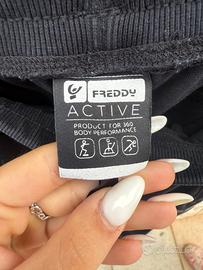 FREDDY
ACTIVE
PRODUCT FOR 360
BODY PERFORMANCE